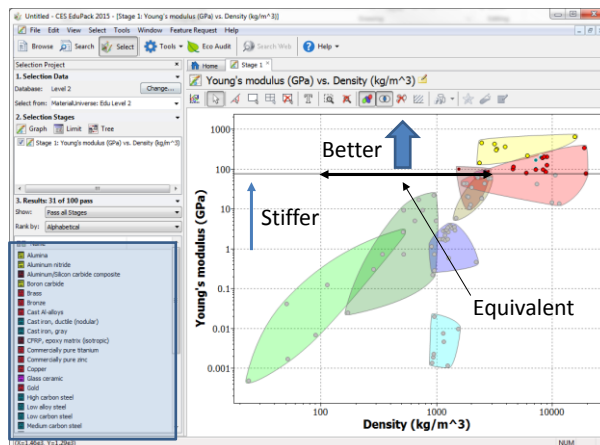 Untitled - CES EduPack 2015 - [Stage 1: Young's modulus (GPa) vs. Density (kg/m^3)]
File Edit View Select Tools Window Feature Request Help
Browse Search Select Tools Eco Audit Search Web Help
Selection Project
1. Selection Data
Database: Level 2 Change...
Select from: MaterialUniverse: Edu Level 2
2. Selection Stages
Graph Limit Tree
Stage 1: Young's modulus (GPa) vs. Density (kg/m^3)
3. Results: 31 of 100 pass
Show: Pass all Stages
Rank by: Alphabetical
Name
Alumina
Aluminum nitride
Aluminum/Silicon carbide composite
Boron carbide
Brass
Bronze
Cast Al-alloys
Cast iron, ductile (nodular)
Cast iron, gray
CFRP, epoxy matrix (isotropic)
Commercially pure titanium
Commercially pure zinc
Copper
Glass ceramic
Gold
High carbon steel
Low alloy steel
Low carbon steel
Medium carbon steel
Home Stage 1
Young's modulus (GPa) vs. Density (kg/m^3)
Young's modulus (GPa)
1000
100
10
1
0.1
0.01
0.001
Better
Stiffer
Equivalent
100 1000 10000
Density (kg/m^3)
NUM